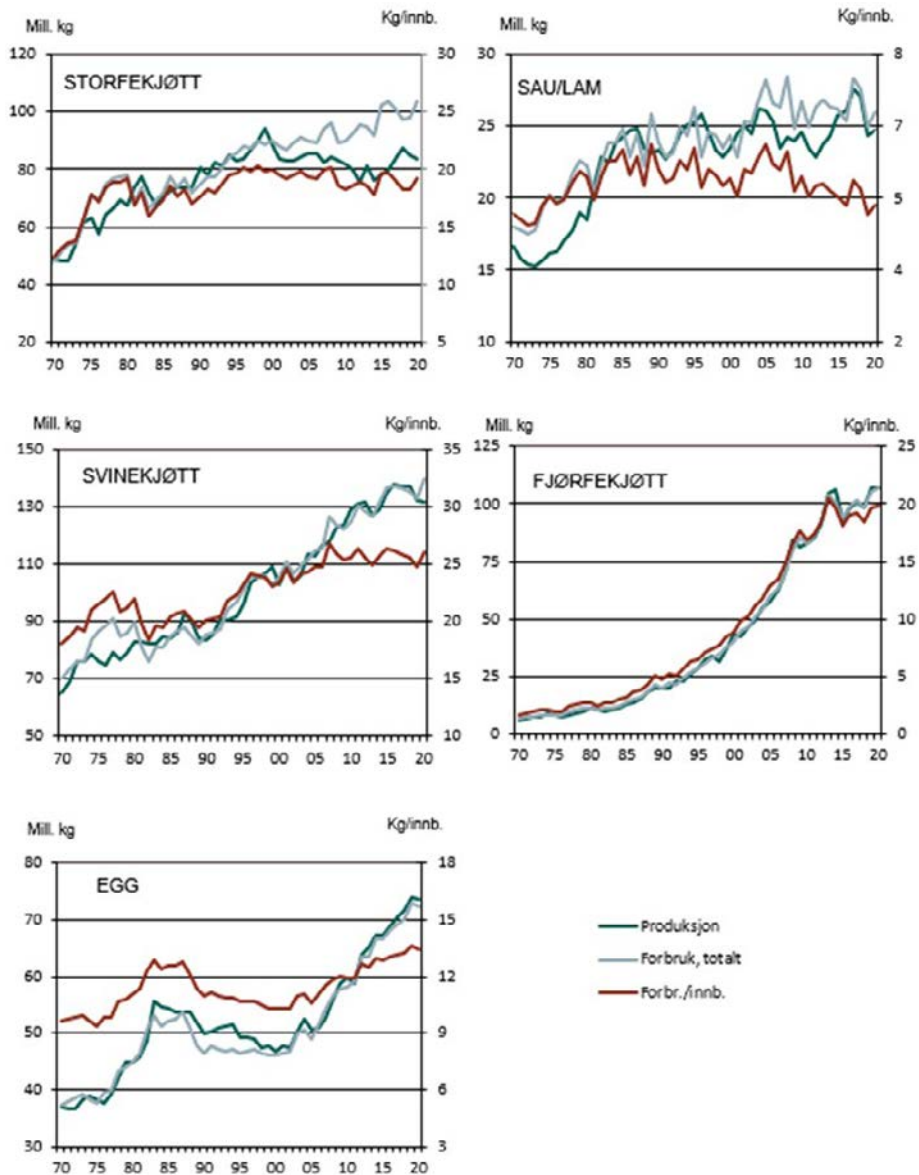 Mill. kg Kg/innb.
STORFEKJØTT
120 100 80 60 40 20
30 25 20 15 10 5
70 75 80 85 90 95 00 05 10 15 20
Mill. kg Kg/innb.
SAU/LAM
30 25 20 15 10
8 7 5 4 2
70 75 80 85 90 95 00 05 10 15 20
Mill. kg Kg/innb.
SVINEKJØTT
150 130 110 90 70 50
35 30 25 20 15 10
70 75 80 85 90 95 00 05 10 15 20
Mill. kg Kg/innb.
FJØRFEKJØTT
125 100 75 50 25 0
25 20 15 10 5 0
70 75 80 85 90 95 00 05 10 15 20
Mill. kg Kg/innb.
EGG
80 70 60 50 40 30
18 15 12 9 6 3
70 75 80 85 90 95 00 05 10 15 20
Produksjon
Forbruk, totalt
Forbr./innb.